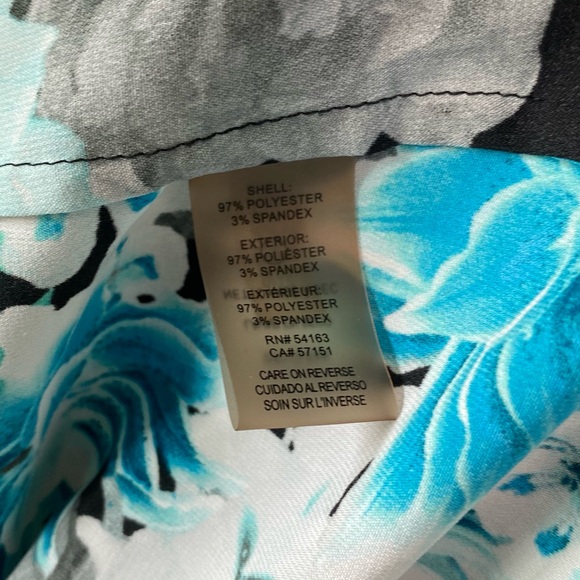 SHELL:
97% POLYESTER
3% SPANDEX
EXTERIOR:
97% POLIÉSTER
3% SPANDEX
EXTÉRIEUR:
97% POLYESTER
3% SPANDEX
RN# 54163
CA# 57151
CARE ON REVERSE
CUIDADO AL REVERSO
SOIN SUR L'INVERSE